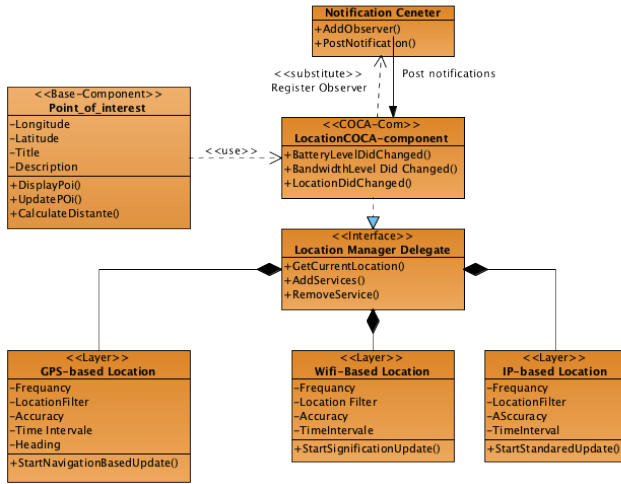 Notification Ceneter
+AddObserver()
+PostNotification()
<<substitute>>
Register Observer
Post notifications
<<Base-Component>>
Point_of_interest
-Longitude
-Latitude
-Title
-Description
+DisplayPoi()
+UpdatePOi()
+CalculateDistante()
<<use>>
<<COCA-Com>>
LocationCOCA-component
+BatteryLevelDidChanged()
+BandwidthLevel Did Changed()
+LocationDidChanged()
<<Interface>>
Location Manager Delegate
+GetCurrentLocation()
+AddServices()
+RemoveService()
<<Layer>>
GPS-based Location
-Frequancy
-LocationFilter
-Accuracy
-Time Intervale
-Heading
+StartNavigationBasedUpdate()
<<Layer>>
Wifi-Based Location
-Frequancy
-Location Filter
-Accuracy
-TimeIntervale
+StartSignificationUpdate()
<<Layer>>
IP-based Location
-Frequancy
-LocationFilter
-ASccuracy
-TimeInterval
+StartStandaredUpdate()